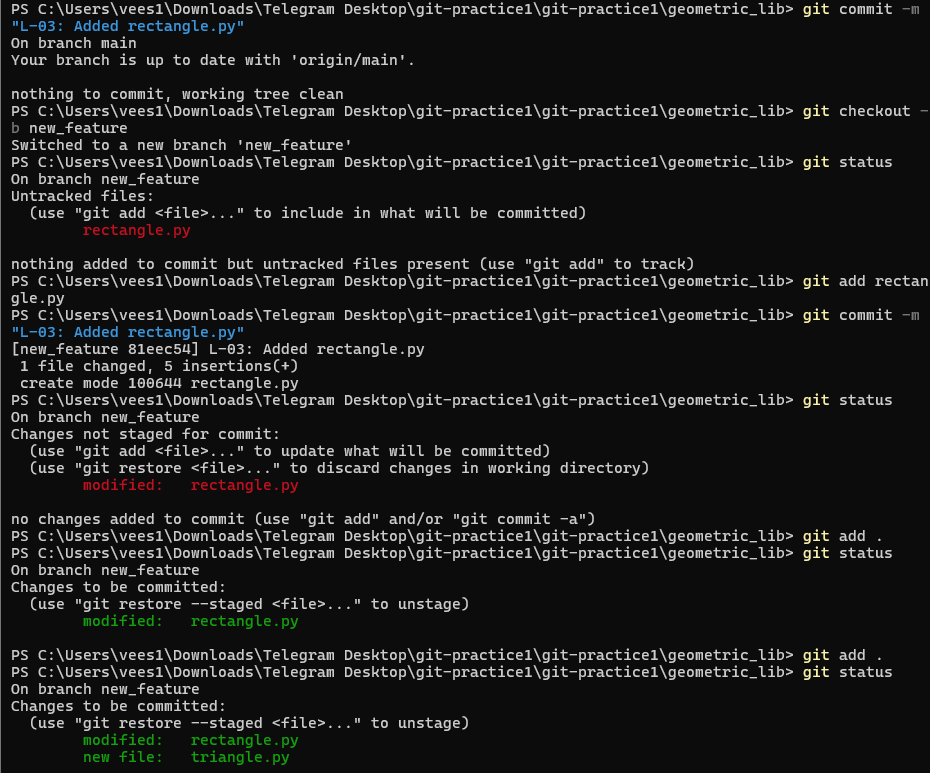 PS C:\Users\vees1\Downloads\Telegram Desktop\git-practice1\git-practice1\geometric_lib> git commit -m
"L-03: Added rectangle.py"
On branch main
Your branch is up to date with 'origin/main'.

nothing to commit, working tree clean
PS C:\Users\vees1\Downloads\Telegram Desktop\git-practice1\git-practice1\geometric_lib> git checkout -
b new_feature
Switched to a new branch 'new_feature'
PS C:\Users\vees1\Downloads\Telegram Desktop\git-practice1\git-practice1\geometric_lib> git status
On branch new_feature
Untracked files:
  (use "git add <file>..." to include in what will be committed)
        rectangle.py

nothing added to commit but untracked files present (use "git add" to track)
PS C:\Users\vees1\Downloads\Telegram Desktop\git-practice1\git-practice1\geometric_lib> git add rectan
gle.py
PS C:\Users\vees1\Downloads\Telegram Desktop\git-practice1\git-practice1\geometric_lib> git commit -m
"L-03: Added rectangle.py"
[new_feature 81eec54] L-03: Added rectangle.py
 1 file changed, 5 insertions(+)
 create mode 100644 rectangle.py
PS C:\Users\vees1\Downloads\Telegram Desktop\git-practice1\git-practice1\geometric_lib> git status
On branch new_feature
Changes not staged for commit:
  (use "git add <file>..." to update what will be committed)
  (use "git restore <file>..." to discard changes in working directory)
        modified:   rectangle.py

no changes added to commit (use "git add" and/or "git commit -a")
PS C:\Users\vees1\Downloads\Telegram Desktop\git-practice1\git-practice1\geometric_lib> git add .
PS C:\Users\vees1\Downloads\Telegram Desktop\git-practice1\git-practice1\geometric_lib> git status
On branch new_feature
Changes to be committed:
  (use "git restore --staged <file>..." to unstage)
        modified:   rectangle.py

PS C:\Users\vees1\Downloads\Telegram Desktop\git-practice1\git-practice1\geometric_lib> git add .
PS C:\Users\vees1\Downloads\Telegram Desktop\git-practice1\git-practice1\geometric_lib> git status
On branch new_feature
Changes to be committed:
  (use "git restore --staged <file>..." to unstage)
        modified:   rectangle.py
        new file:   triangle.py